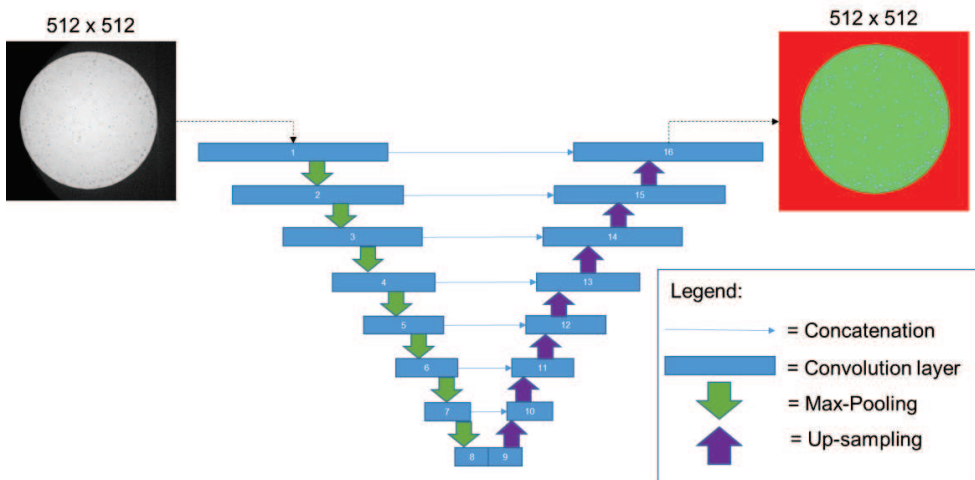 512 x 512
512 x 512
1
16
2
15
3
14
4
13
5
12
6
11
7
10
8
9
Legend:
= Concatenation
= Convolution layer
= Max-Pooling
= Up-sampling